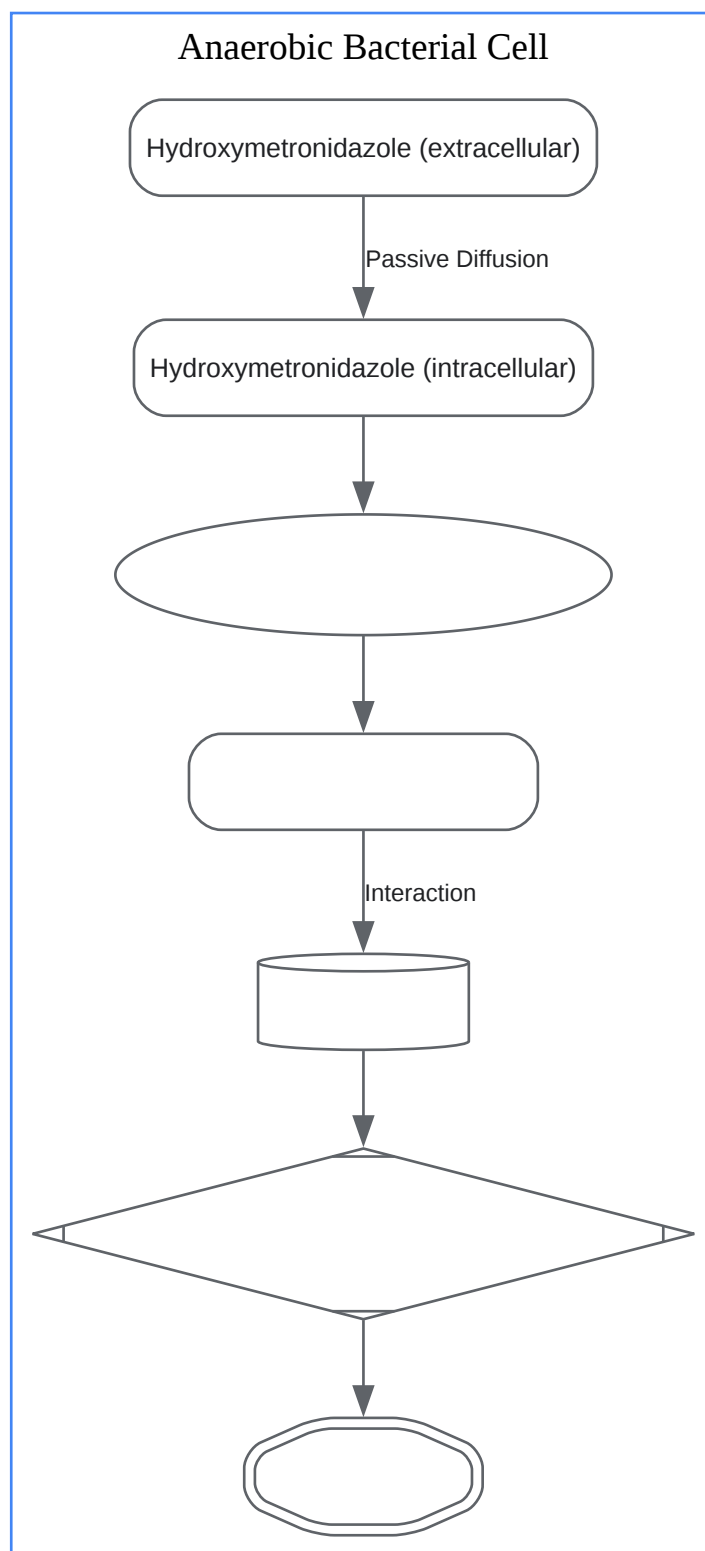 Anaerobic Bacterial Cell
Hydroxymetronidazole (extracellular)
Passive Diffusion
Hydroxymetronidazole (intracellular)
Interaction